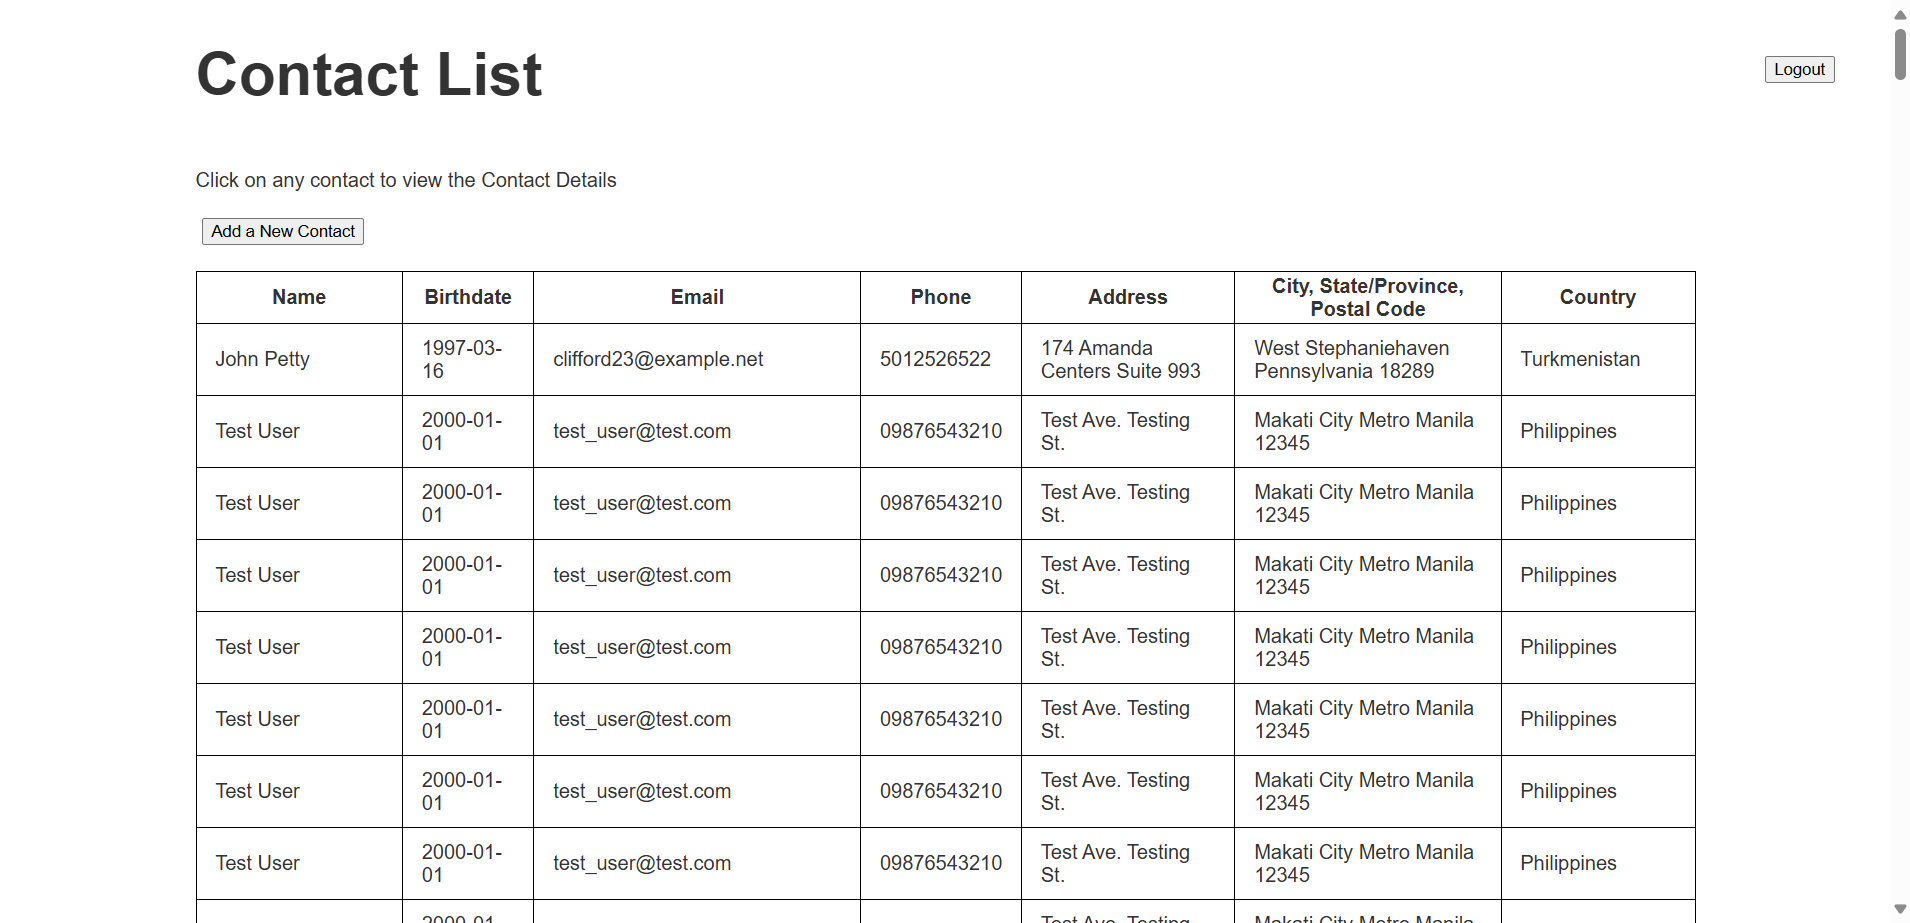 Contact List
Logout
Click on any contact to view the Contact Details
Add a New Contact
Name Birthdate Email Phone Address City, State/Province, Postal Code Country
John Petty 1997-03-16 clifford23@example.net 5012526522 174 Amanda Centers Suite 993 West Stephaniehaven Pennsylvania 18289 Turkmenistan
Test User 2000-01-01 test_user@test.com 09876543210 Test Ave. Testing St. Makati City Metro Manila 12345 Philippines
Test User 2000-01-01 test_user@test.com 09876543210 Test Ave. Testing St. Makati City Metro Manila 12345 Philippines
Test User 2000-01-01 test_user@test.com 09876543210 Test Ave. Testing St. Makati City Metro Manila 12345 Philippines
Test User 2000-01-01 test_user@test.com 09876543210 Test Ave. Testing St. Makati City Metro Manila 12345 Philippines
Test User 2000-01-01 test_user@test.com 09876543210 Test Ave. Testing St. Makati City Metro Manila 12345 Philippines
Test User 2000-01-01 test_user@test.com 09876543210 Test Ave. Testing St. Makati City Metro Manila 12345 Philippines
Test User 2000-01-01 test_user@test.com 09876543210 Test Ave. Testing St. Makati City Metro Manila 12345 Philippines
2000-01- Test Ave. Testing Makati City Metro Manila